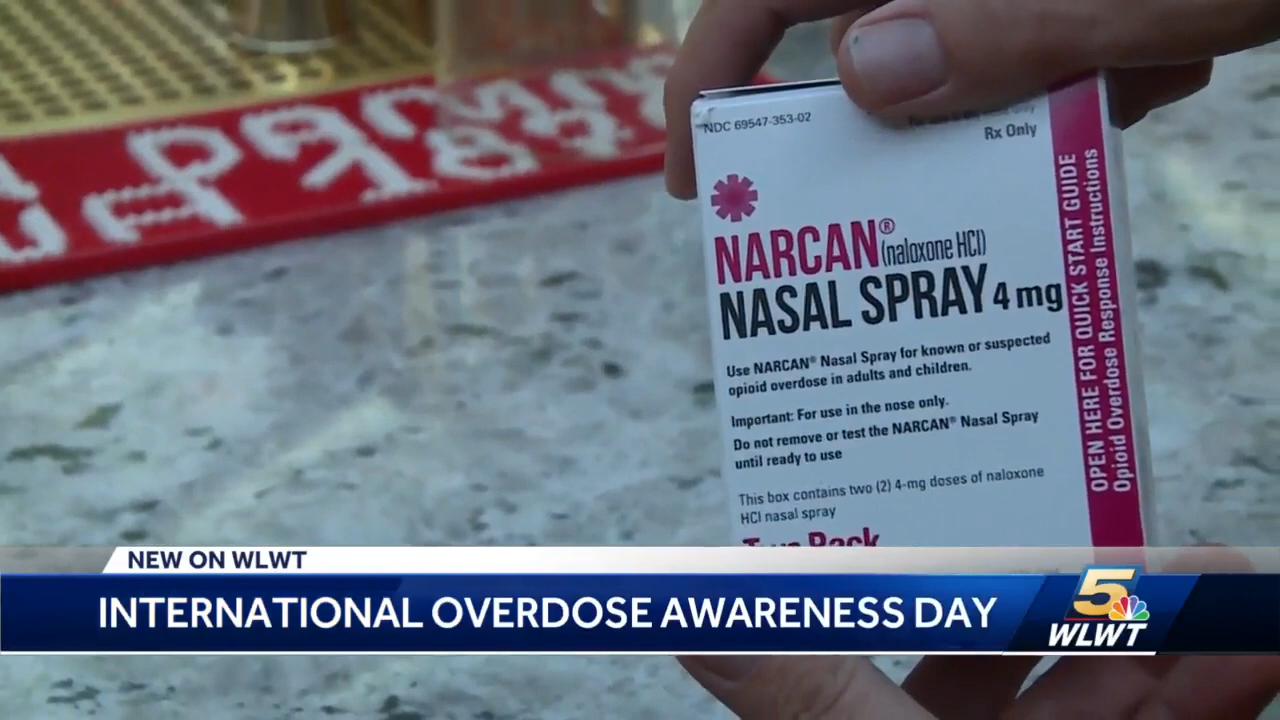 NDC 69547-353-02
Rx Only
NARCAN® (naloxone HCl)
NASAL SPRAY 4 mg
Use NARCAN® Nasal Spray for known or suspected
opioid overdose in adults and children.
Important: For use in the nose only.
Do not remove or test the NARCAN® Nasal Spray
until ready to use
This box contains two (2) 4-mg doses of naloxone
HCl nasal spray
Two Pack
OPEN HERE FOR QUICK START GUIDE
Opioid Overdose Response Instructions
NEW ON WLWT
INTERNATIONAL OVERDOSE AWARENESS DAY
5
WLWT